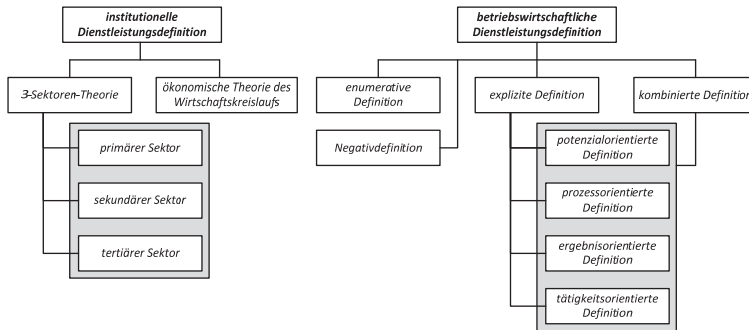 institutionelle
Dienstleistungsdefinition
3-Sektoren-Theorie
ökonomische Theorie des
Wirtschaftskreislaufs
primärer Sektor
sekundärer Sektor
tertiärer Sektor
betriebswirtschaftliche
Dienstleistungsdefinition
enumerative
Definition
explizite Definition
kombinierte Definition
Negativdefinition
potenzialorientierte
Definition
prozessorientierte
Definition
ergebnisorientierte
Definition
tätigkeitsorientierte
Definition